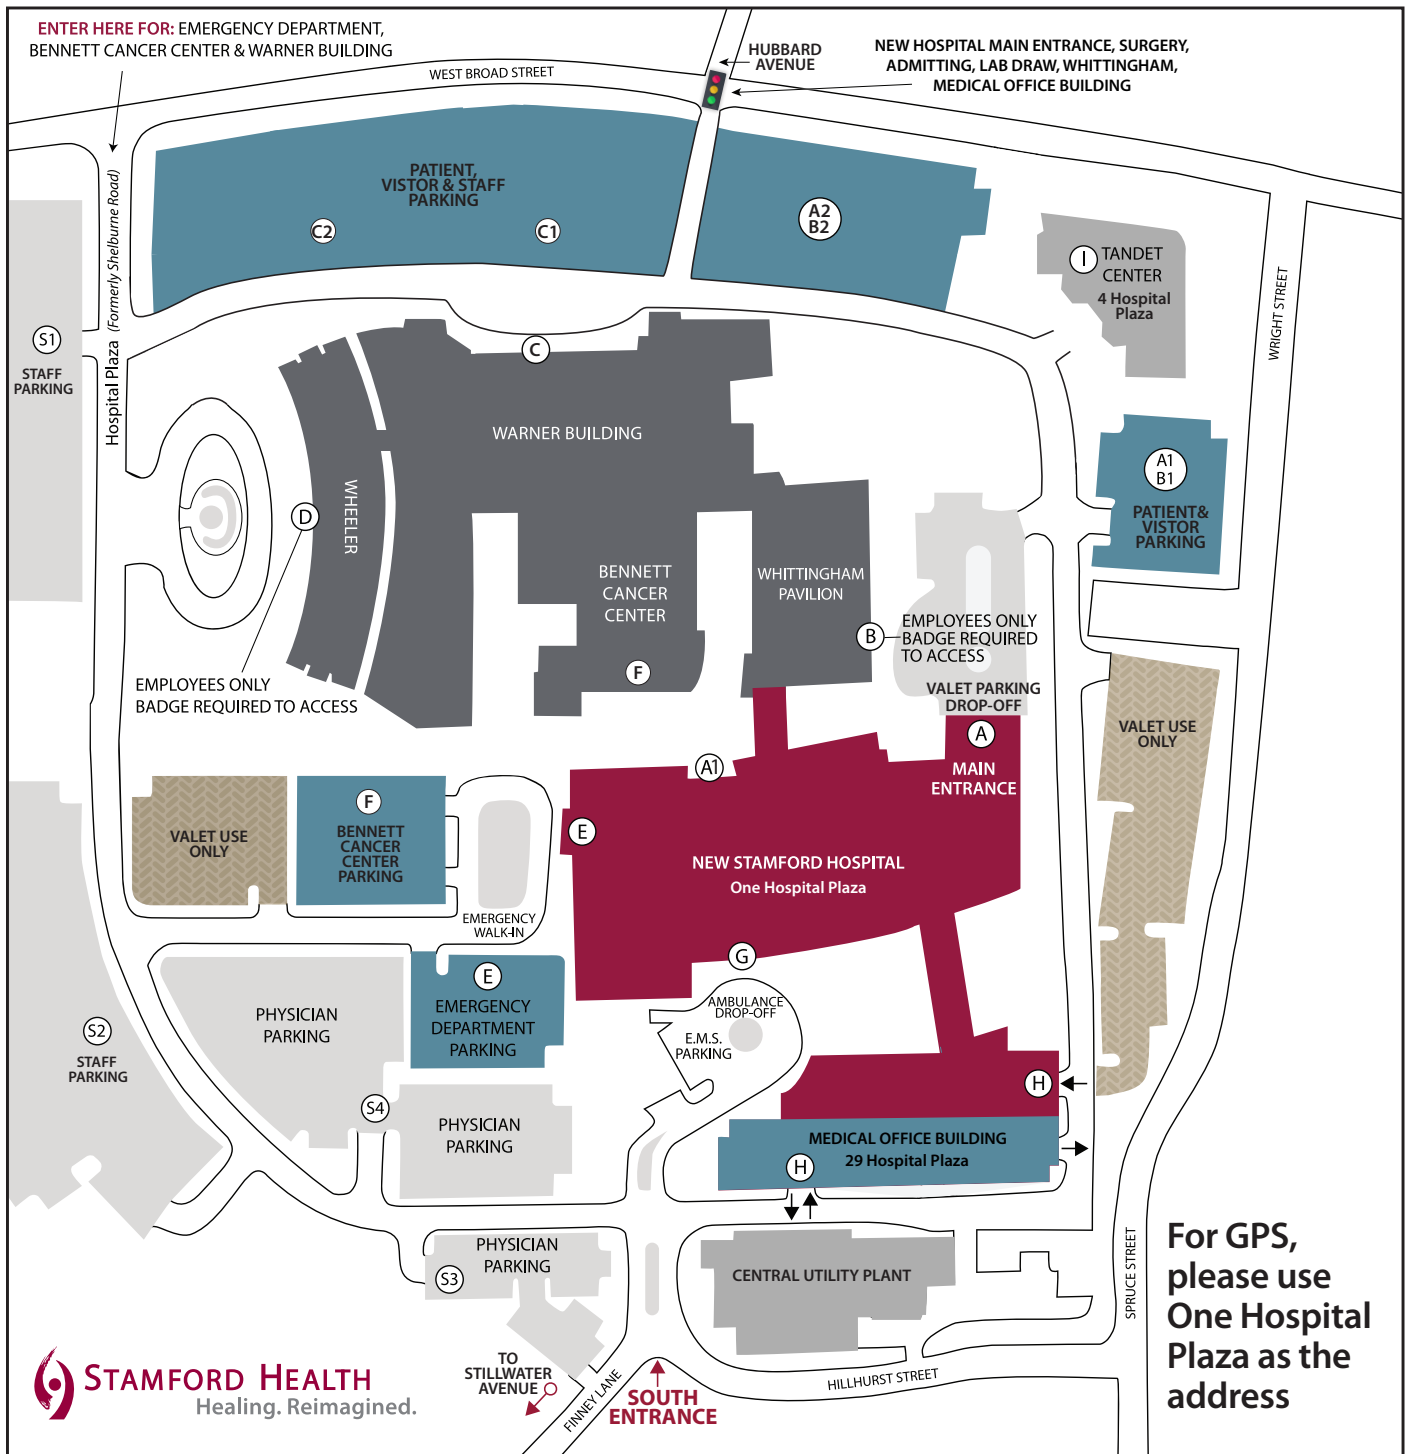 ENTER HERE FOR: EMERGENCY DEPARTMENT,
BENNETT CANCER CENTER & WARNER BUILDING
WEST BROAD STREET
HUBBARD
AVENUE
NEW HOSPITAL MAIN ENTRANCE, SURGERY,
ADMITTING, LAB DRAW, WHITTINGHAM,
MEDICAL OFFICE BUILDING
Hospital Plaza (Formerly Shelburne Road)
PATIENT,
VISTOR & STAFF
PARKING
C2
C1
A2
B2
I
TANDET
CENTER
4 Hospital
Plaza
WRIGHT STREET
S1
STAFF
PARKING
C
WARNER BUILDING
WHEELER
D
A1
B1
PATIENT&
VISTOR
PARKING
BENNETT
CANCER
CENTER
F
WHITTINGHAM
PAVILION
B
EMPLOYEES ONLY
BADGE REQUIRED
TO ACCESS
EMPLOYEES ONLY
BADGE REQUIRED TO ACCESS
VALET PARKING
DROP-OFF
A
MAIN
ENTRANCE
VALET USE
ONLY
A1
VALET USE
ONLY
F
BENNETT
CANCER
CENTER
PARKING
E
NEW STAMFORD HOSPITAL
One Hospital Plaza
EMERGENCY
WALK-IN
G
E
EMERGENCY
DEPARTMENT
PARKING
PHYSICIAN
PARKING
AMBULANCE
DROP-OFF
E.M.S.
PARKING
S2
STAFF
PARKING
H
S4
PHYSICIAN
PARKING
MEDICAL OFFICE BUILDING
29 Hospital Plaza
H
PHYSICIAN
PARKING
S3
CENTRAL UTILITY PLANT
SPRUCE STREET
For GPS,
please use
One Hospital
Plaza as the
address
STAMFORD HEALTH
Healing. Reimagined.
TO
STILLWATER
AVENUE
FINNEY LANE
SOUTH
ENTRANCE
HILLHURST STREET